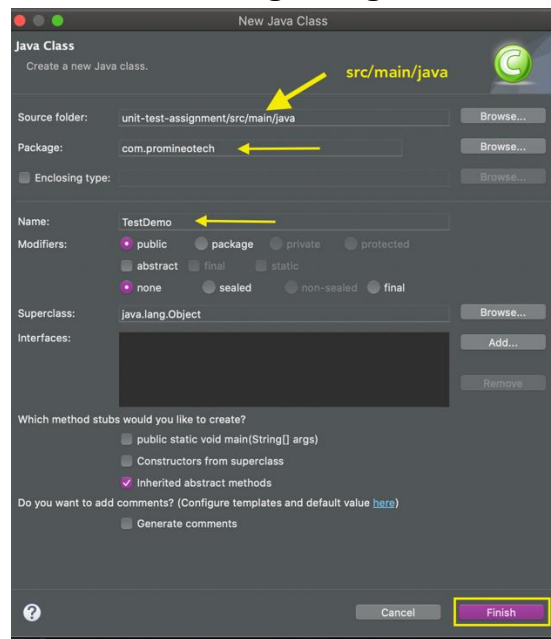 New Java Class
Java Class
Create a new Java class.
src/main/java
Source folder: unit-test-assignment/src/main/java Browse...
Package: com.promineotech Browse...
Enclosing type: Browse...
Name: TestDemo
Modifiers: public package private protected
abstract final static
none sealed non-sealed final
Superclass: java.lang.Object Browse...
Interfaces: Add...
Remove
Which method stubs would you like to create?
public static void main(String[] args)
Constructors from superclass
Inherited abstract methods
Do you want to add comments? (Configure templates and default value here)
Generate comments
? Cancel Finish